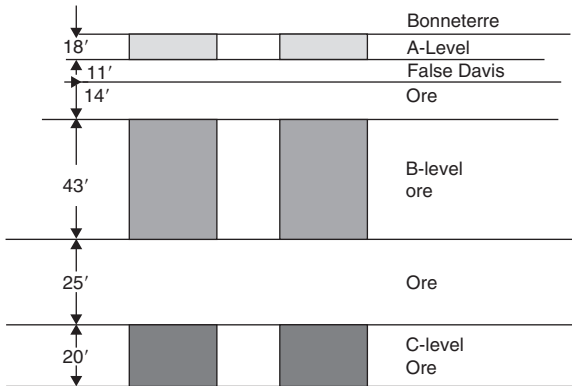 Bonneterre
18′ A-Level
11′ False Davis
14′ Ore
43′ B-level
ore
25′ Ore
20′ C-level
Ore